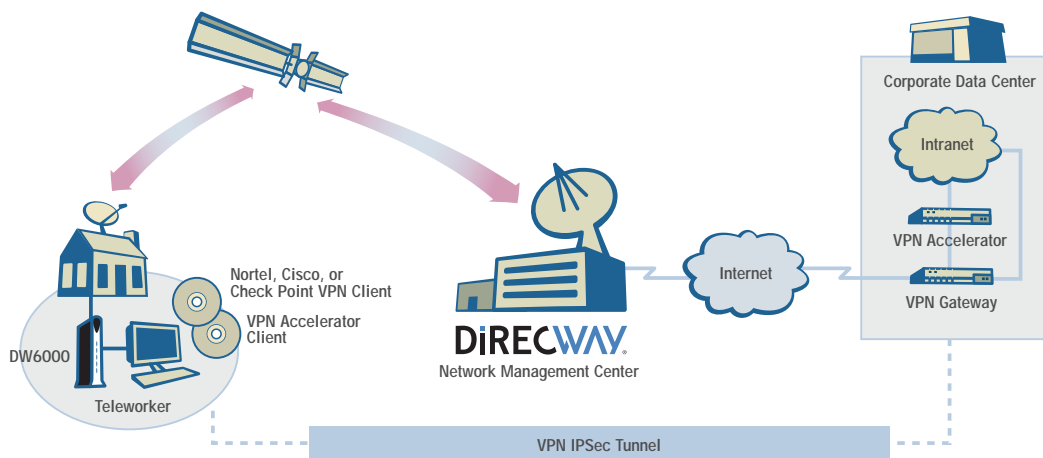 Corporate Data Center
Intranet
VPN Accelerator
VPN Gateway
Internet
Nortel, Cisco, or
Check Point VPN Client
VPN Accelerator
Client
DW6000
Teleworker
DiRECWAY.
Network Management Center
VPN IPSec Tunnel